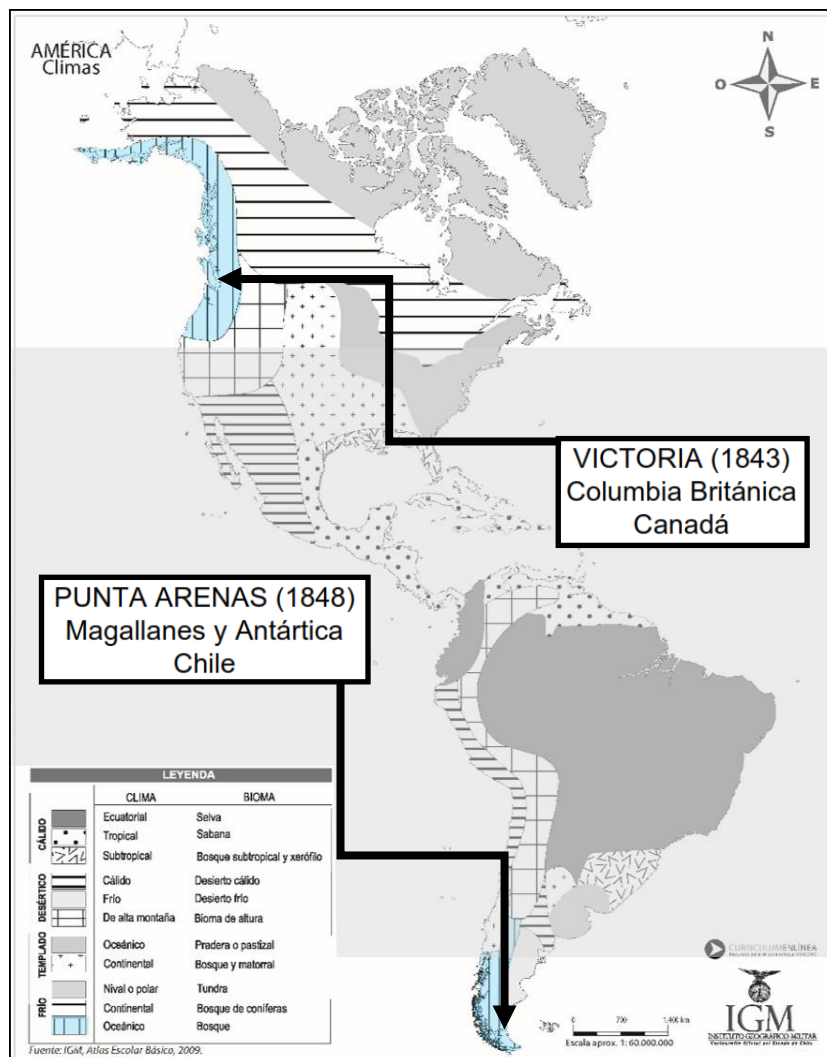 AMÉRICA
Climas
N
O
E
S
VICTORIA (1843)
Columbia Británica
Canadá
PUNTA ARENAS (1848)
Magallanes y Antártica
Chile
LEYENDA
CLIMA BIOMA
CÁLIDO
Ecuatorial Selva
Tropical Sabana
Subtropical Bosque subtropical y xerófilo
DESÉRTICO
Cálido Desierto cálido
Frío Desierto frío
De alta montaña Bioma de altura
TEMPLADO
Oceánico Pradera o pastizal
Continental Bosque y matorral
FRÍO
Nival o polar Tundra
Continental Bosque de coníferas
Oceánico Bosque
Fuente: IGM, Atlas Escolar Básico, 2009.
CURRICULUMENLÍNEA
IGM
INSTITUTO GEOGRÁFICO MILITAR
0 700 1.400 km
Escala aprox. 1: 60.000.000